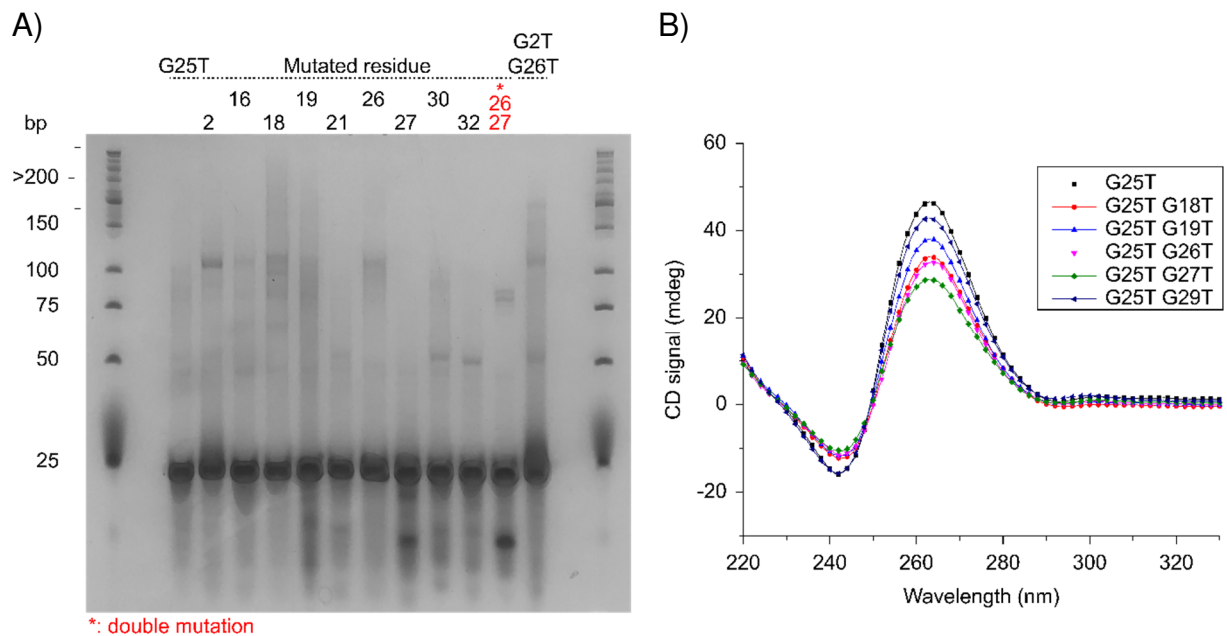 A)
G2T
G25T Mutated residue G26T
*
16 19 26 30 26
bp 2 18 21 27 32 27
>200
150
100
75
50
25
*: double mutation
B)
60
40
20
0
-20
CD signal (mdeg)
220 240 260 280 300 320
Wavelength (nm)
G25T
G25T G18T
G25T G19T
G25T G26T
G25T G27T
G25T G29T